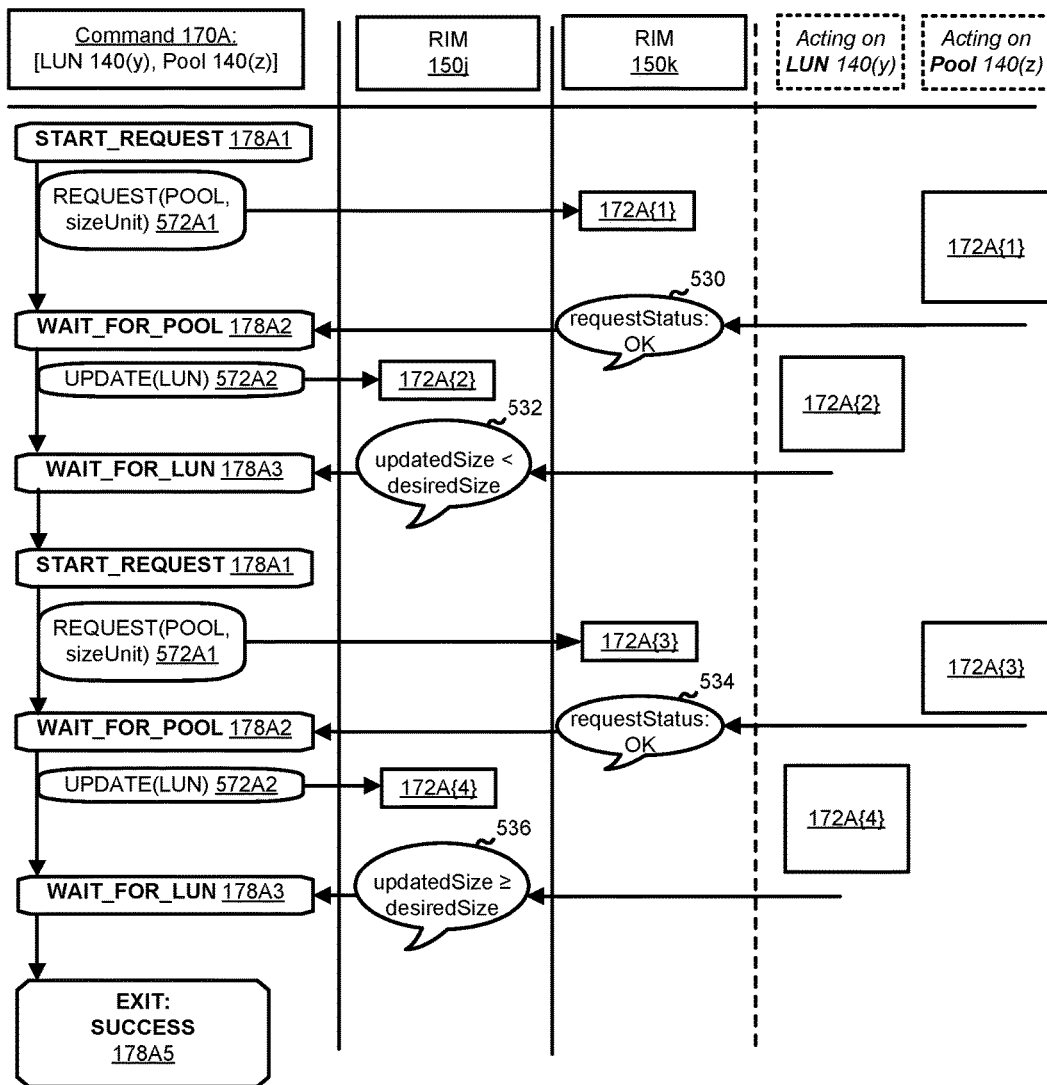 Command 170A:
[LUN 140(y), Pool 140(z)]
RIM
150j
RIM
150k
Acting on
LUN 140(y)
Acting on
Pool 140(z)
START_REQUEST 178A1
REQUEST(POOL,
sizeUnit) 572A1
172A{1}
172A{1}
530
requestStatus:
OK
WAIT_FOR_POOL 178A2
UPDATE(LUN) 572A2
172A{2}
172A{2}
532
updatedSize <
desiredSize
WAIT_FOR_LUN 178A3
START_REQUEST 178A1
REQUEST(POOL,
sizeUnit) 572A1
172A{3}
172A{3}
534
requestStatus:
OK
WAIT_FOR_POOL 178A2
UPDATE(LUN) 572A2
172A{4}
172A{4}
536
updatedSize ≥
desiredSize
WAIT_FOR_LUN 178A3
EXIT:
SUCCESS
178A5